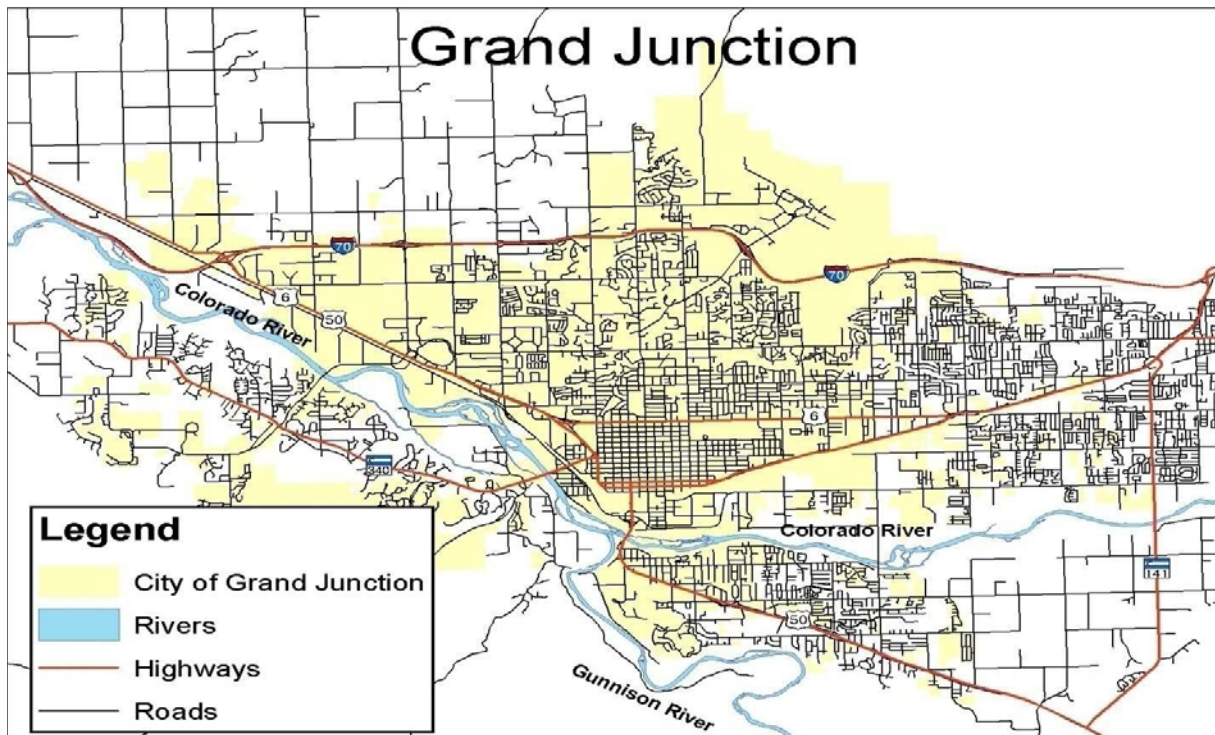 Grand Junction
70
70
6
50
Colorado River
6
340
Colorado River
141
50
Gunnison River
Legend
City of Grand Junction
Rivers
Highways
Roads